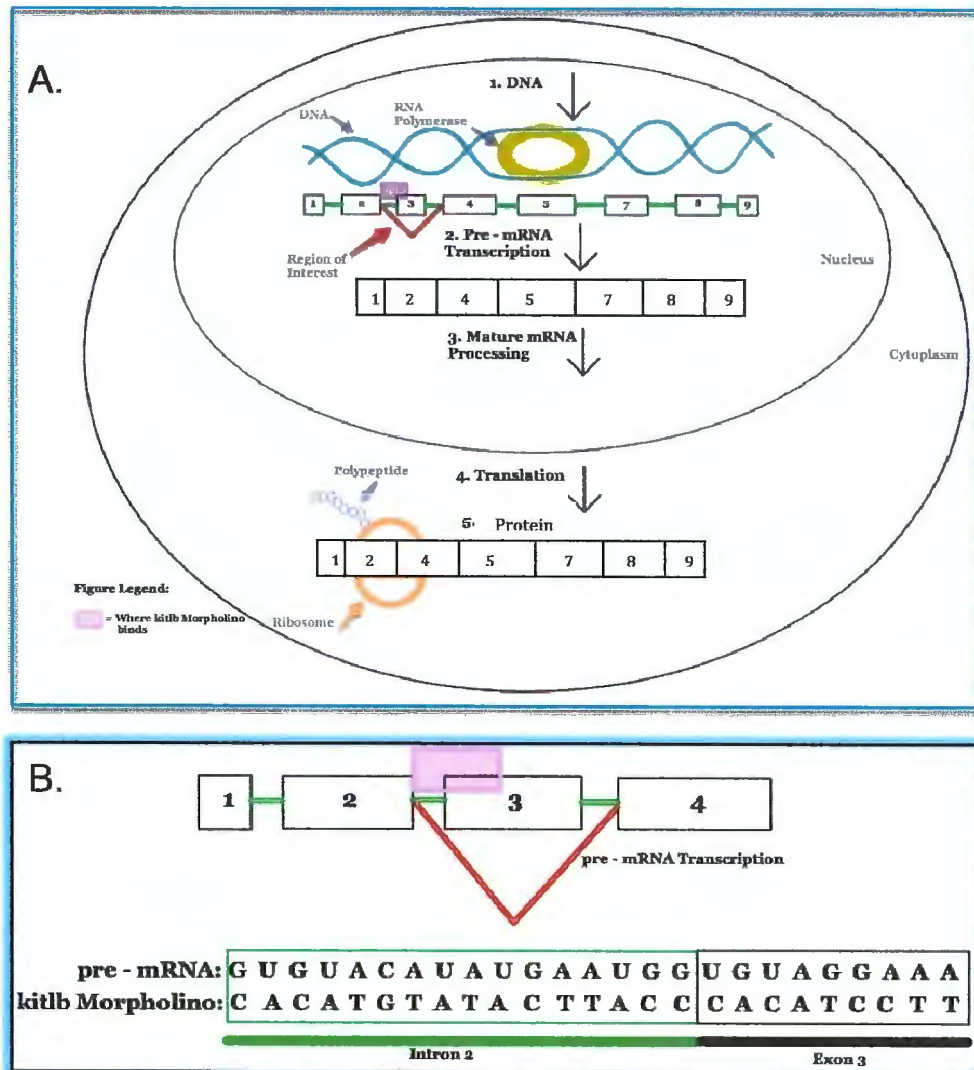 A.
1. DNA
DNA
RNA
Polymerase
1 2 3 4 5 7 8 9
Region of
Interest
2. Pre - mRNA
Transcription
Nucleus
1 2 4 5 7 8 9
3. Mature mRNA
Processing
Cytoplasm
4. Translation
Polypeptide
5. Protein
1 2 4 5 7 8 9
Figure Legend:
= Where kitlb Morpholino
binds
Ribosome
B.
1 2 3 4
pre - mRNA Transcription
pre - mRNA: G U G U A C A U A U G A A U G G U G U A G G A A A
kitlb Morpholino: C A C A T G T A T A C T T A C C C A C A T C C T T
Intron 2 Exon 3